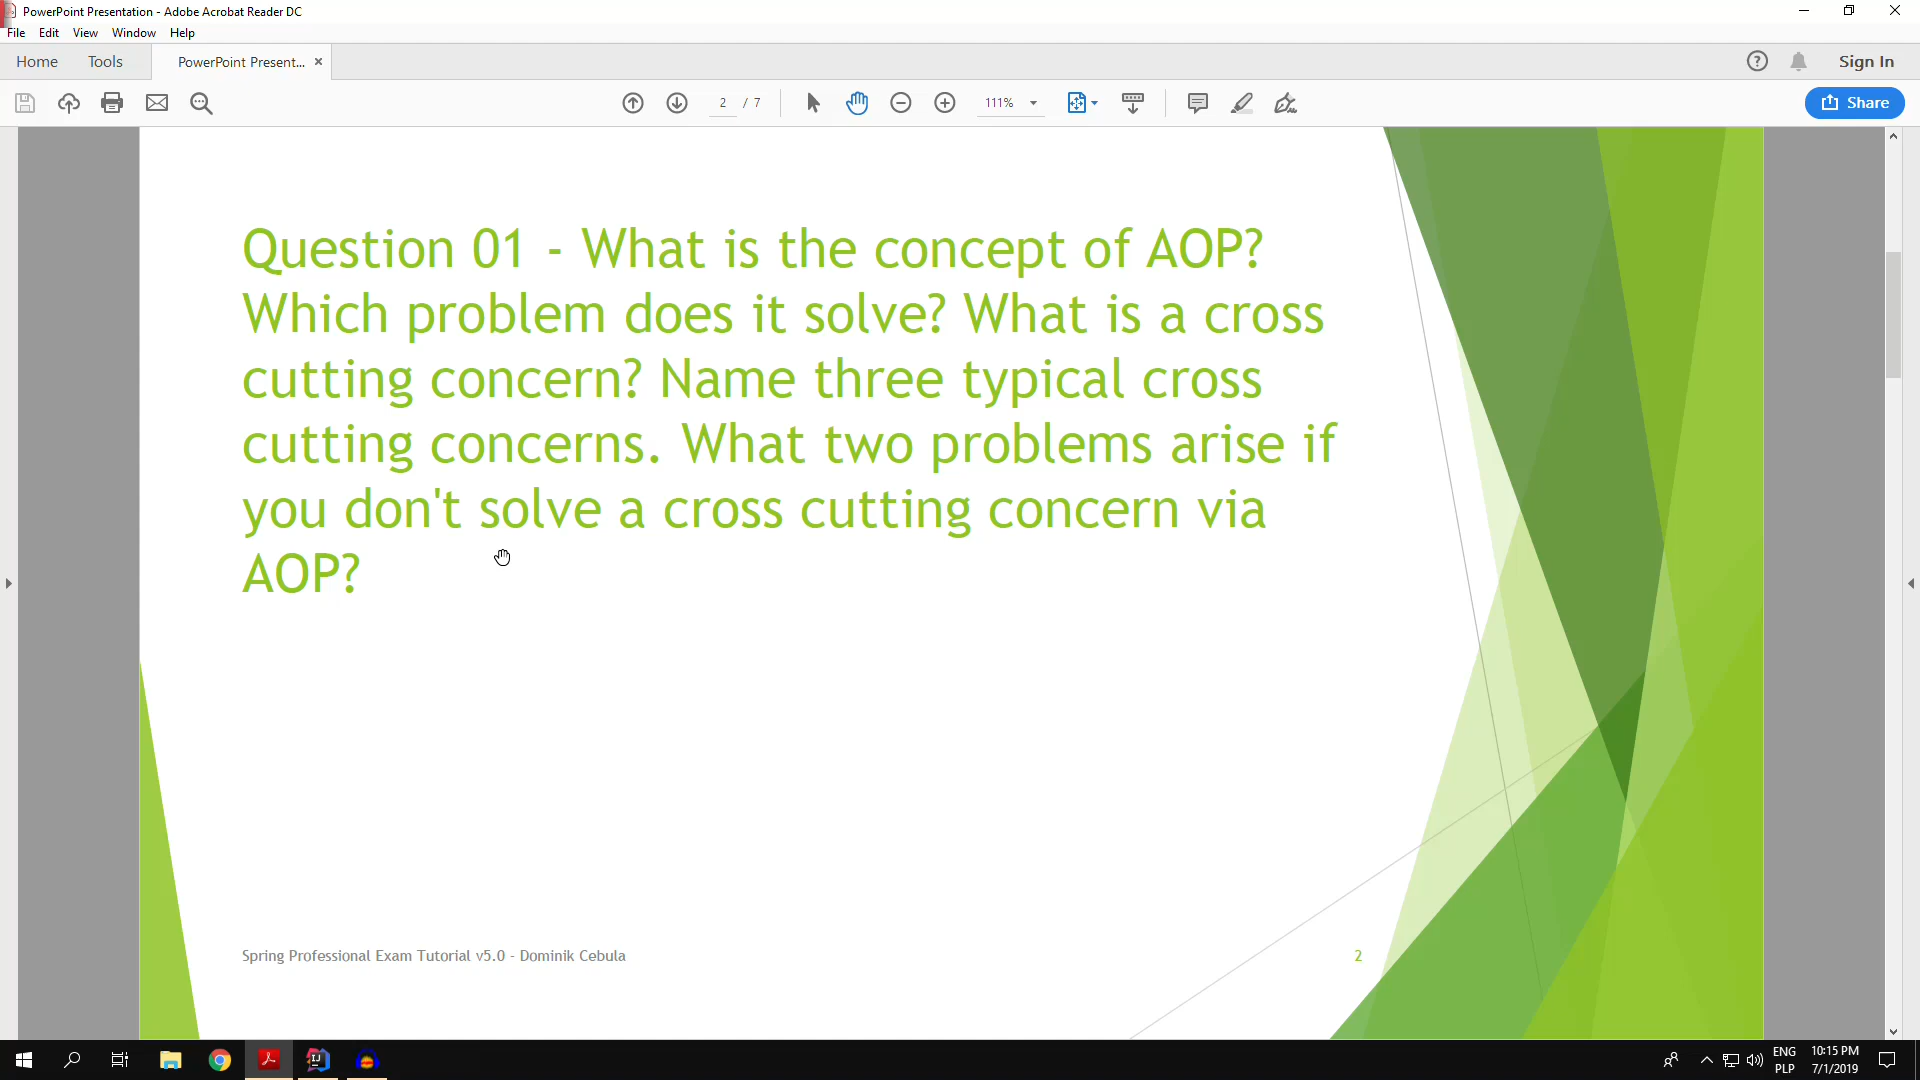 PowerPoint Presentation - Adobe Acrobat Reader DC
File Edit View Window Help
Home Tools PowerPoint Present... × Sign In
2 / 7 111% Share
Question 01 - What is the concept of AOP?
Which problem does it solve? What is a cross
cutting concern? Name three typical cross
cutting concerns. What two problems arise if
you don't solve a cross cutting concern via
AOP?
Spring Professional Exam Tutorial v5.0 - Dominik Cebula 2
ENG 10:15 PM
PLP 7/1/2019